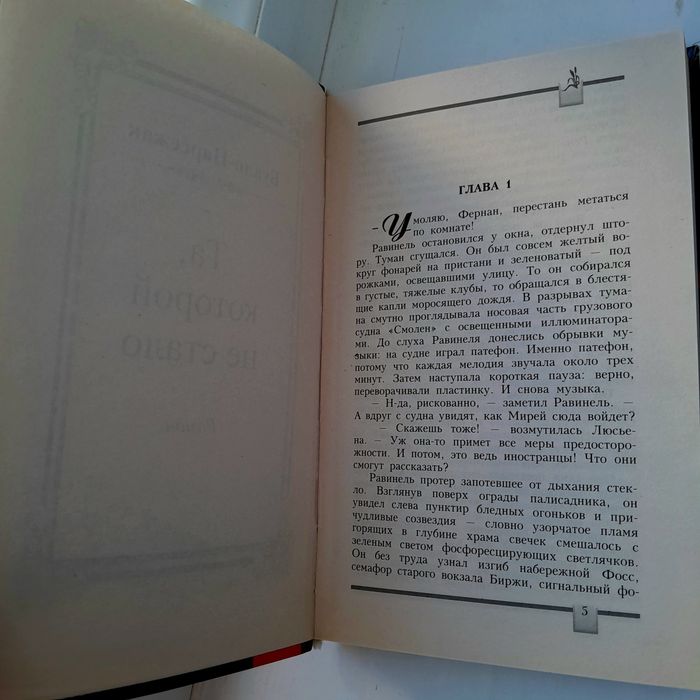 ГЛАВА 1
– Умоляю, Фернан, перестань метаться
по комнате!
Равинель остановился у окна, отдернул што-
ру. Туман сгущался. Он был совсем желтый во-
круг фонарей на пристани и зеленоватый — под
рожками, освещавшими улицу. То он собирался
в густые, тяжелые клубы, то обращался в блестя-
щие капли моросящего дождя. В разрывах тума-
на смутно проглядывала носовая часть грузового
судна «Смолен» с освещенными иллюминатора-
ми. До слуха Равинеля донеслись обрывки му-
зыки: на судне играл патефон. Именно патефон,
потому что каждая мелодия звучала около трех
минут. Затем наступала короткая пауза: верно,
переворачивали пластинку. И снова музыка.
— Н-да, рискованно, — заметил Равинель. —
А вдруг с судна увидят, как Мирей сюда войдет?
— Скажешь тоже! — возмутилась Люсье-
на. — Уж она-то примет все меры предосторо-
жности. И потом, это ведь иностранцы! Что они
смогут рассказать?
Равинель протер запотевшее от дыхания стек-
ло. Взглянув поверх ограды палисадника, он
увидел слева пунктир бледных огоньков и при-
чудливые созвездия — словно узорчатое пламя
горящих в глубине храма свечек смешалось с
зеленым светом фосфоресцирующих светлячков.
Он без труда узнал изгиб набережной Фосс,
семафор старого вокзала Биржи, сигнальный фо-
5